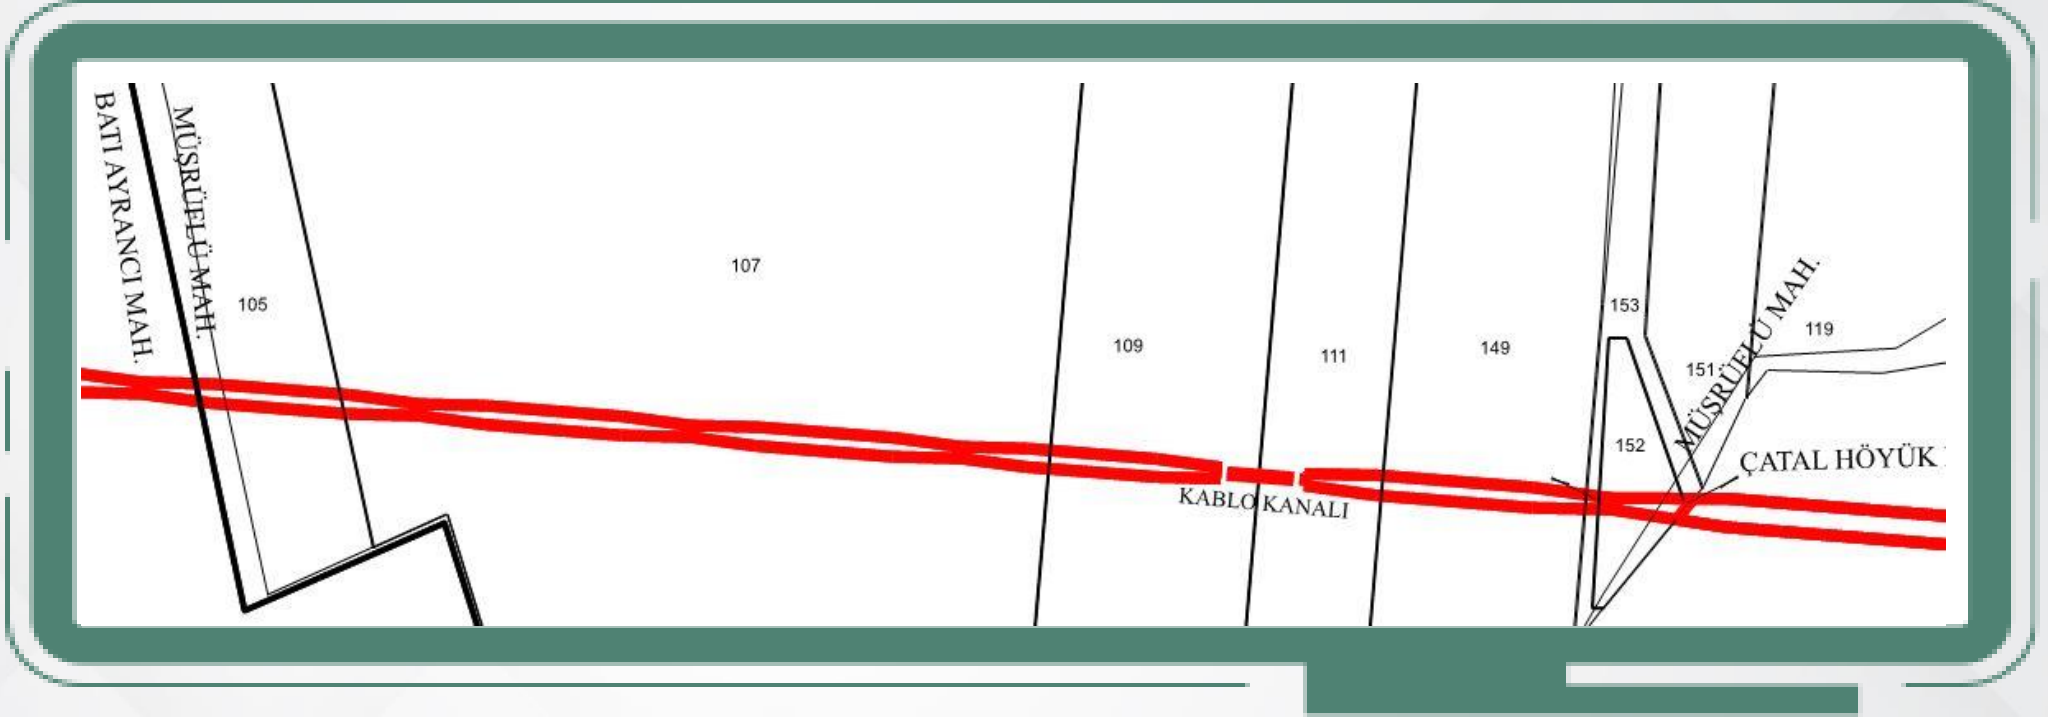 BATI AYRANCI MAH.
MÜŞRÜFLÜ MAH.
105
107
109
111
149
153
152
151
MÜŞRÜFLÜ MAH.
119
ÇATAL HÖYÜK
KABLO KANALI